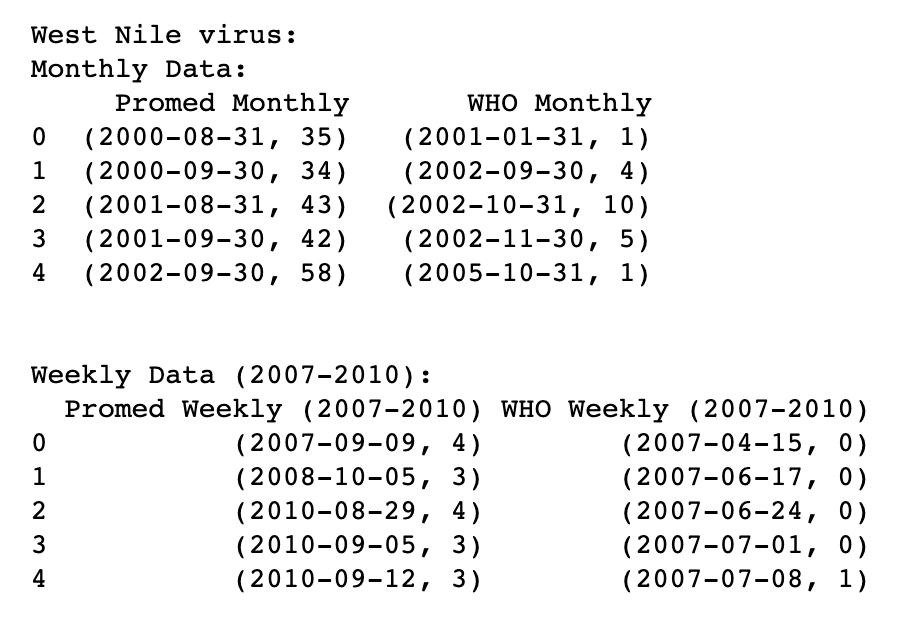 West Nile virus:
Monthly Data:
Promed Monthly WHO Monthly
0 (2000-08-31, 35) (2001-01-31, 1)
1 (2000-09-30, 34) (2002-09-30, 4)
2 (2001-08-31, 43) (2002-10-31, 10)
3 (2001-09-30, 42) (2002-11-30, 5)
4 (2002-09-30, 58) (2005-10-31, 1)
Weekly Data (2007-2010):
Promed Weekly (2007-2010) WHO Weekly (2007-2010)
0 (2007-09-09, 4) (2007-04-15, 0)
1 (2008-10-05, 3) (2007-06-17, 0)
2 (2010-08-29, 4) (2007-06-24, 0)
3 (2010-09-05, 3) (2007-07-01, 0)
4 (2010-09-12, 3) (2007-07-08, 1)